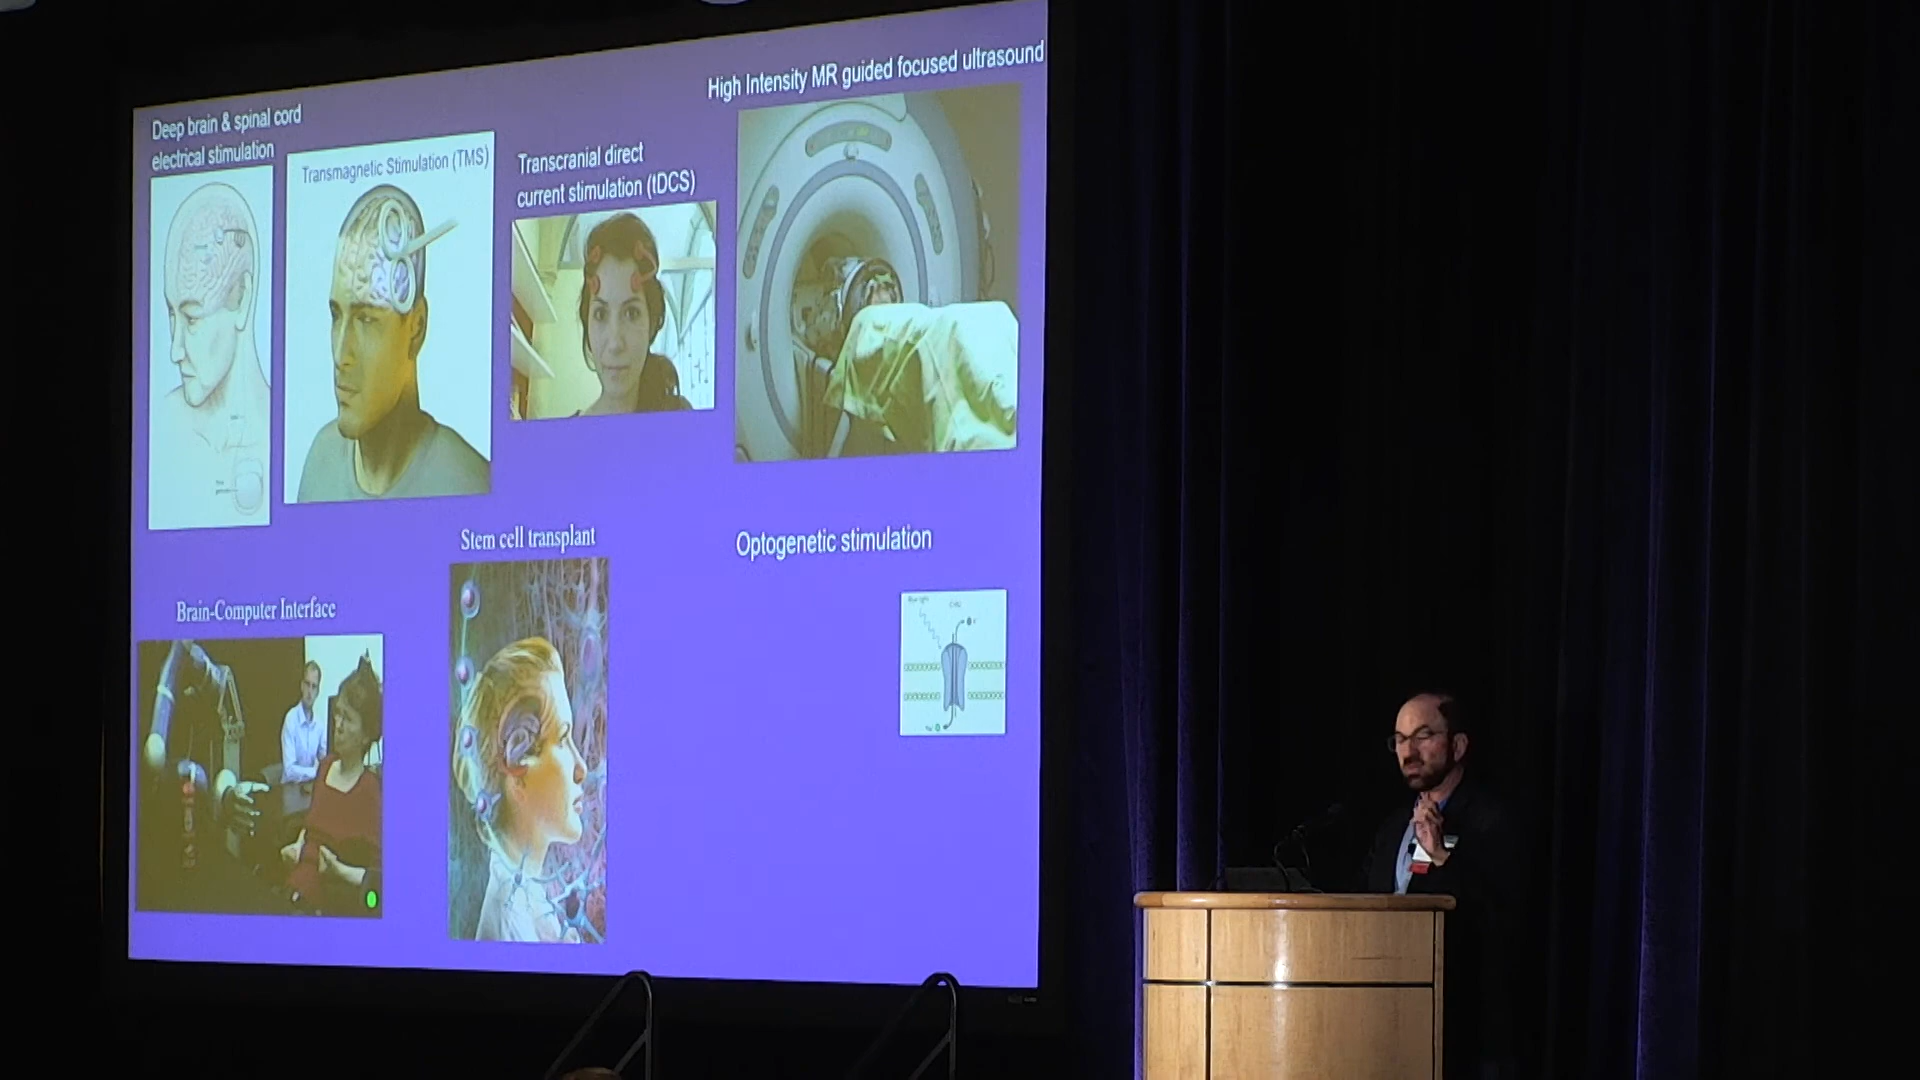 Deep brain & spinal cord
electrical stimulation
Transmagnetic Stimulation (TMS)
Transcranial direct
current stimulation (tDCS)
High Intensity MR guided focused ultrasound
Brain-Computer Interface
Stem cell transplant
Optogenetic stimulation